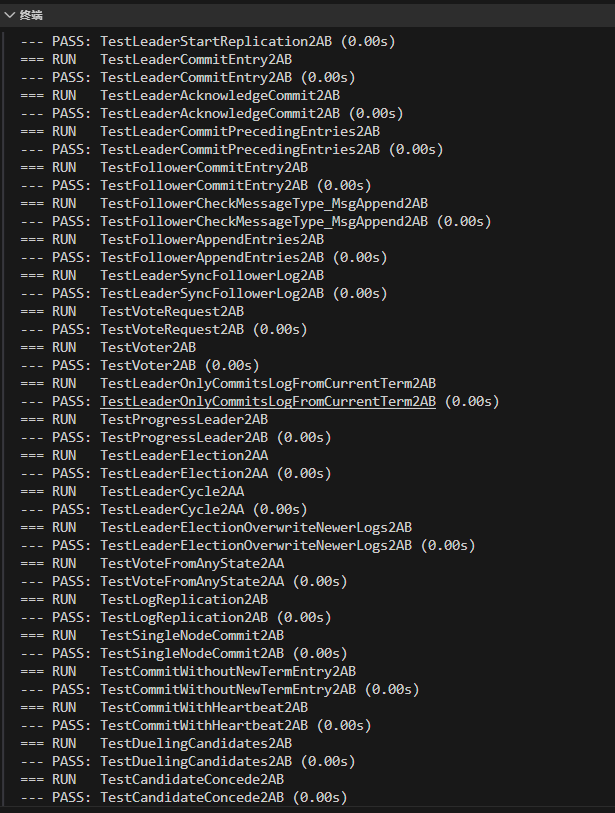 终端
--- PASS: TestLeaderStartReplication2AB (0.00s)
=== RUN   TestLeaderCommitEntry2AB
--- PASS: TestLeaderCommitEntry2AB (0.00s)
=== RUN   TestLeaderAcknowledgeCommit2AB
--- PASS: TestLeaderAcknowledgeCommit2AB (0.00s)
=== RUN   TestLeaderCommitPrecedingEntries2AB
--- PASS: TestLeaderCommitPrecedingEntries2AB (0.00s)
=== RUN   TestFollowerCommitEntry2AB
--- PASS: TestFollowerCommitEntry2AB (0.00s)
=== RUN   TestFollowerCheckMessageType_MsgAppend2AB
--- PASS: TestFollowerCheckMessageType_MsgAppend2AB (0.00s)
=== RUN   TestFollowerAppendEntries2AB
--- PASS: TestFollowerAppendEntries2AB (0.00s)
=== RUN   TestLeaderSyncFollowerLog2AB
--- PASS: TestLeaderSyncFollowerLog2AB (0.00s)
=== RUN   TestVoteRequest2AB
--- PASS: TestVoteRequest2AB (0.00s)
=== RUN   TestVoter2AB
--- PASS: TestVoter2AB (0.00s)
=== RUN   TestLeaderOnlyCommitsLogFromCurrentTerm2AB
--- PASS: TestLeaderOnlyCommitsLogFromCurrentTerm2AB (0.00s)
=== RUN   TestProgressLeader2AB
--- PASS: TestProgressLeader2AB (0.00s)
=== RUN   TestLeaderElection2AA
--- PASS: TestLeaderElection2AA (0.00s)
=== RUN   TestLeaderCycle2AA
--- PASS: TestLeaderCycle2AA (0.00s)
=== RUN   TestLeaderElectionOverwriteNewerLogs2AB
--- PASS: TestLeaderElectionOverwriteNewerLogs2AB (0.00s)
=== RUN   TestVoteFromAnyState2AA
--- PASS: TestVoteFromAnyState2AA (0.00s)
=== RUN   TestLogReplication2AB
--- PASS: TestLogReplication2AB (0.00s)
=== RUN   TestSingleNodeCommit2AB
--- PASS: TestSingleNodeCommit2AB (0.00s)
=== RUN   TestCommitWithoutNewTermEntry2AB
--- PASS: TestCommitWithoutNewTermEntry2AB (0.00s)
=== RUN   TestCommitWithHeartbeat2AB
--- PASS: TestCommitWithHeartbeat2AB (0.00s)
=== RUN   TestDuelingCandidates2AB
--- PASS: TestDuelingCandidates2AB (0.00s)
=== RUN   TestCandidateConcede2AB
--- PASS: TestCandidateConcede2AB (0.00s)